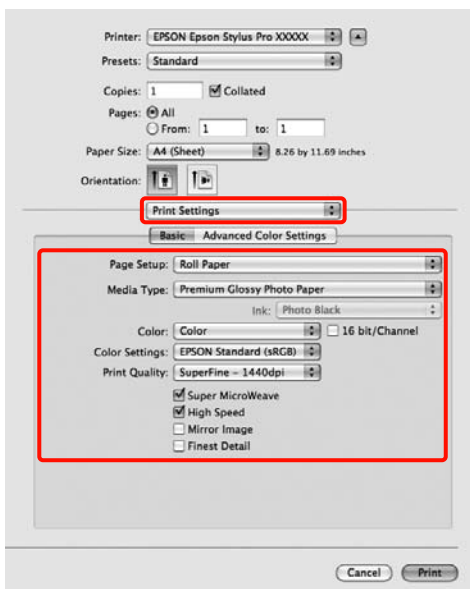 Printer: EPSON Epson Stylus Pro XXXXX
Presets: Standard
Copies: 1 Collated
Pages: All
From: 1 to: 1
Paper Size: A4 (Sheet) 8.26 by 11.69 inches
Orientation:
Print Settings
Basic Advanced Color Settings
Page Setup: Roll Paper
Media Type: Premium Glossy Photo Paper
Ink: Photo Black
Color: Color 16 bit/Channel
Color Settings: EPSON Standard (sRGB)
Print Quality: SuperFine – 1440dpi
Super MicroWeave
High Speed
Mirror Image
Finest Detail
Cancel Print